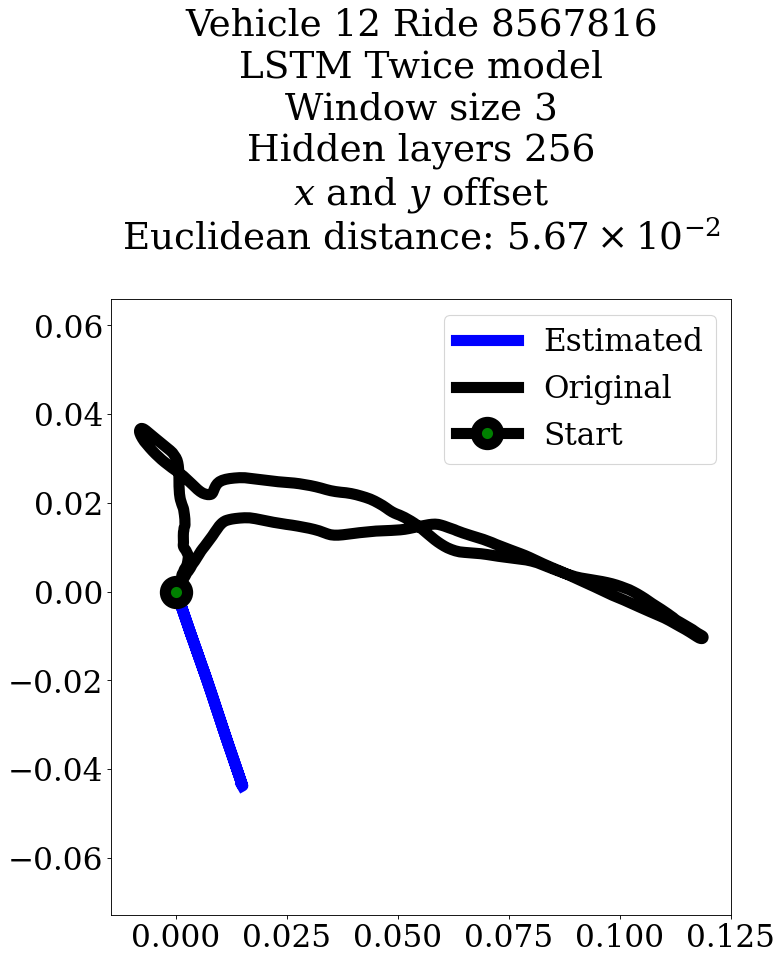 Vehicle 12 Ride 8567816
LSTM Twice model
Window size 3
Hidden layers 256
x and y offset
Euclidean distance: 5.67 × 10⁻²
Estimated
Original
Start
0.06
0.04
0.02
0.00
−0.02
−0.04
−0.06
0.000 0.025 0.050 0.075 0.100 0.125